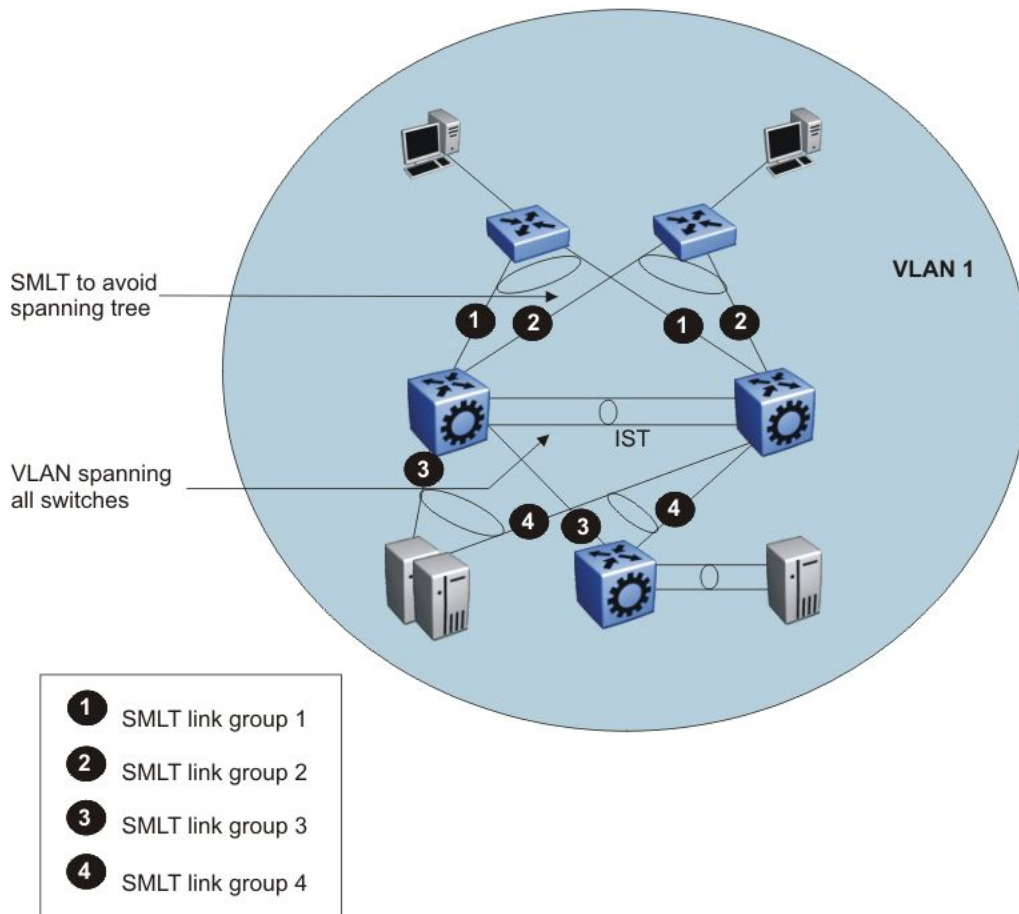 VLAN 1
SMLT to avoid
spanning tree
1
2
1
2
IST
VLAN spanning
all switches
3
4
3
4
1 SMLT link group 1
2 SMLT link group 2
3 SMLT link group 3
4 SMLT link group 4